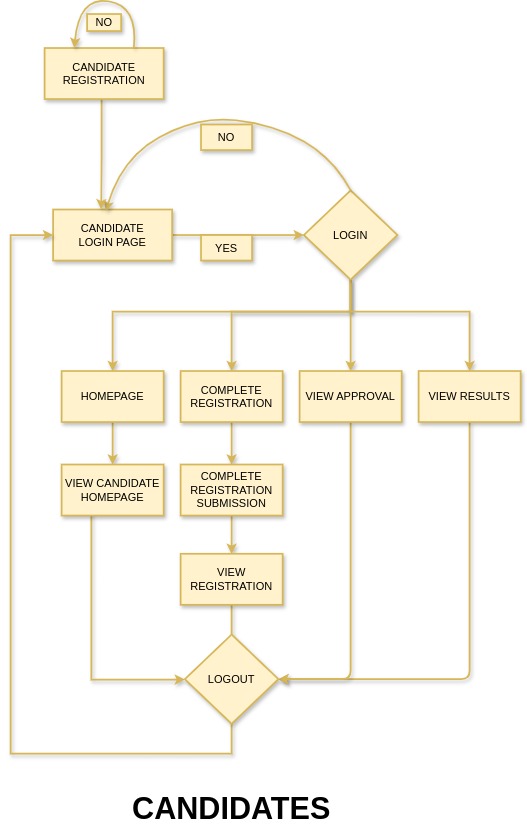 NO
CANDIDATE
REGISTRATION
NO
CANDIDATE
LOGIN PAGE
YES
LOGIN
HOMEPAGE
COMPLETE
REGISTRATION
VIEW APPROVAL
VIEW RESULTS
VIEW CANDIDATE
HOMEPAGE
COMPLETE
REGISTRATION
SUBMISSION
VIEW
REGISTRATION
LOGOUT
CANDIDATES